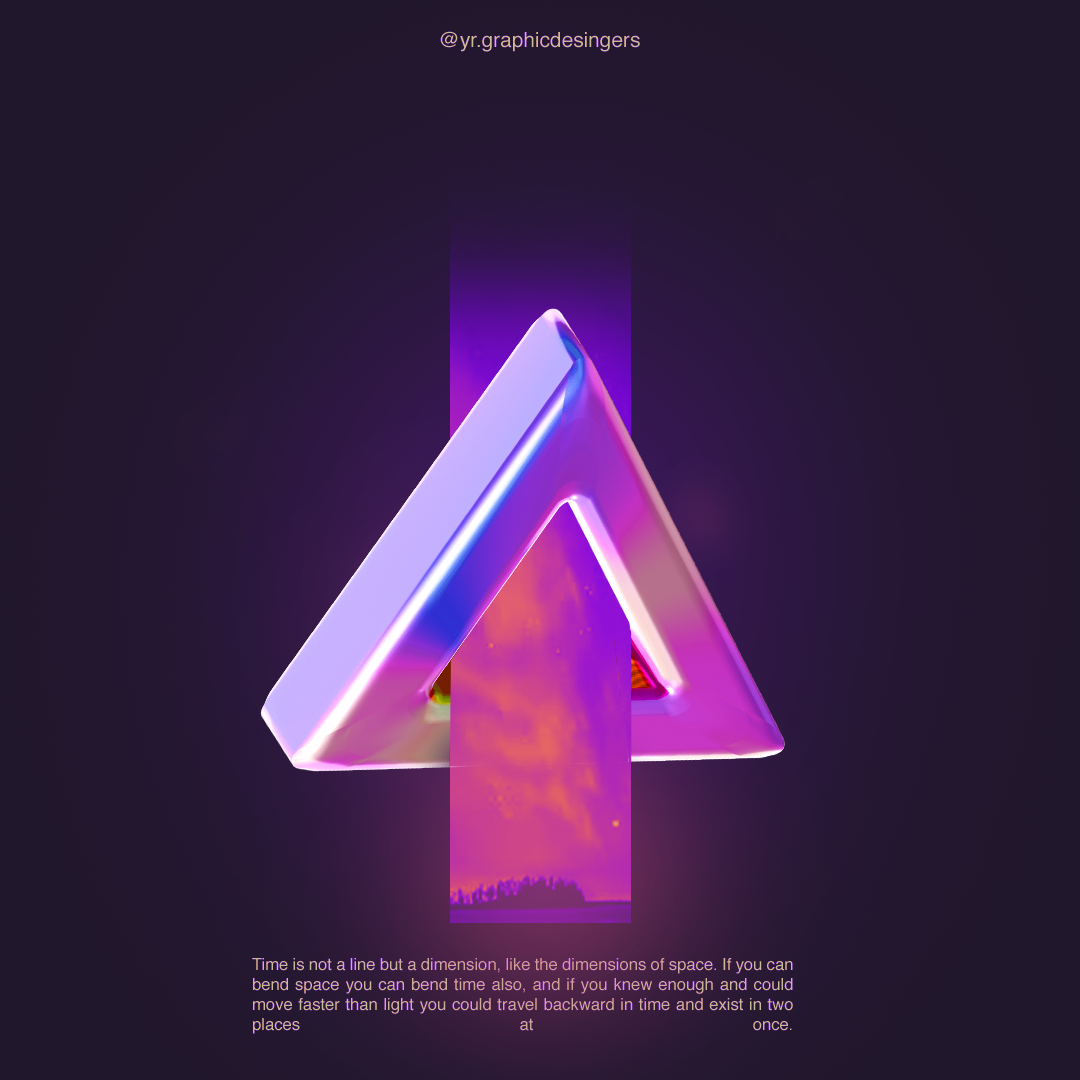 @yr.graphicdesingers
Time is not a line but a dimension, like the dimensions of space. If you can
bend space you can bend time also, and if you knew enough and could
move faster than light you could travel backward in time and exist in two
places at once.